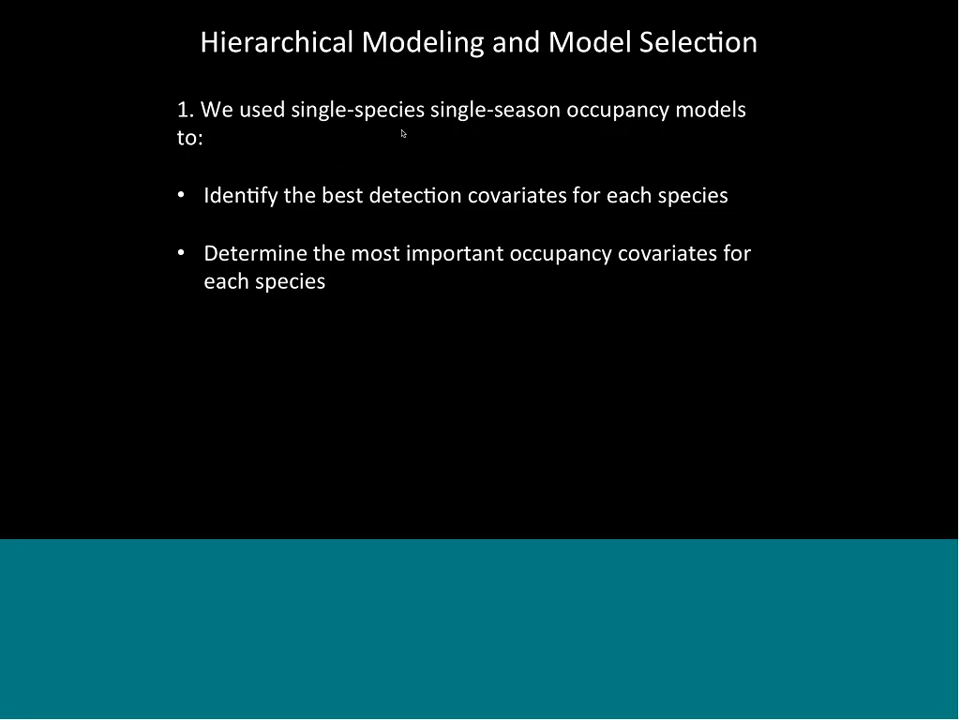 Hierarchical Modeling and Model Selection
1. We used single-species single-season occupancy models
to:
• Identify the best detection covariates for each species
• Determine the most important occupancy covariates for
each species